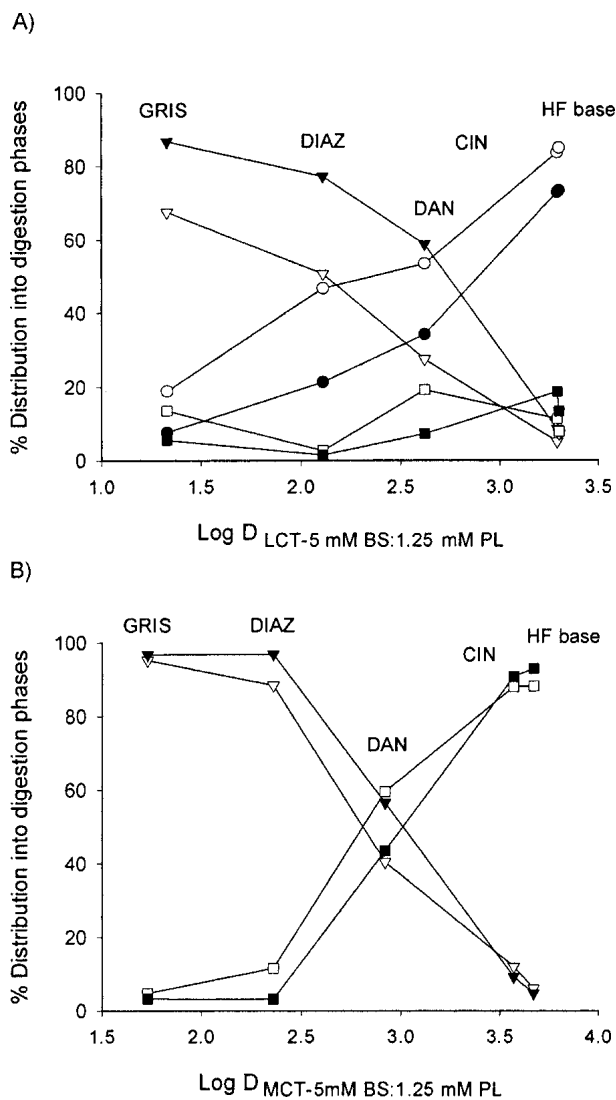 A)
100
80
60
40
20
0
% Distribution into digestion phases
GRIS
DIAZ
DAN
CIN
HF base
1.0 1.5 2.0 2.5 3.0 3.5
Log D LCT-5 mM BS:1.25 mM PL
B)
100
80
60
40
20
0
% Distribution into digestion phases
GRIS
DIAZ
DAN
CIN
HF base
1.5 2.0 2.5 3.0 3.5 4.0
Log D MCT-5mM BS:1.25 mM PL